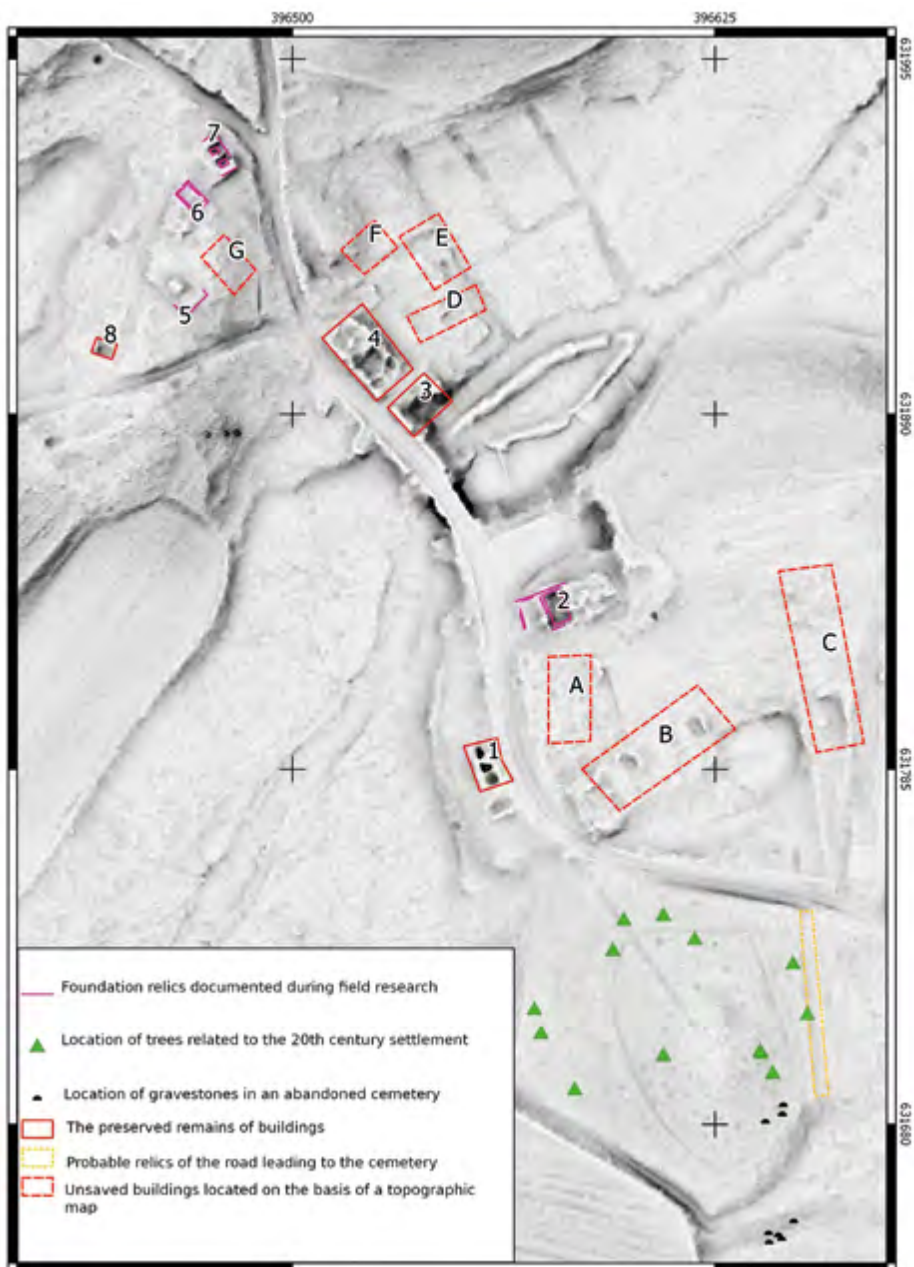 396500
396625
631995
7
6
F
E
G
D
5
8
4
3
631890
2
C
A
B
1
631785
Foundation relics documented during field research
Location of trees related to the 20th century settlement
Location of gravestones in an abandoned cemetery
The preserved remains of buildings
Probable relics of the road leading to the cemetery
Unsaved buildings located on the basis of a topographic
map
631680